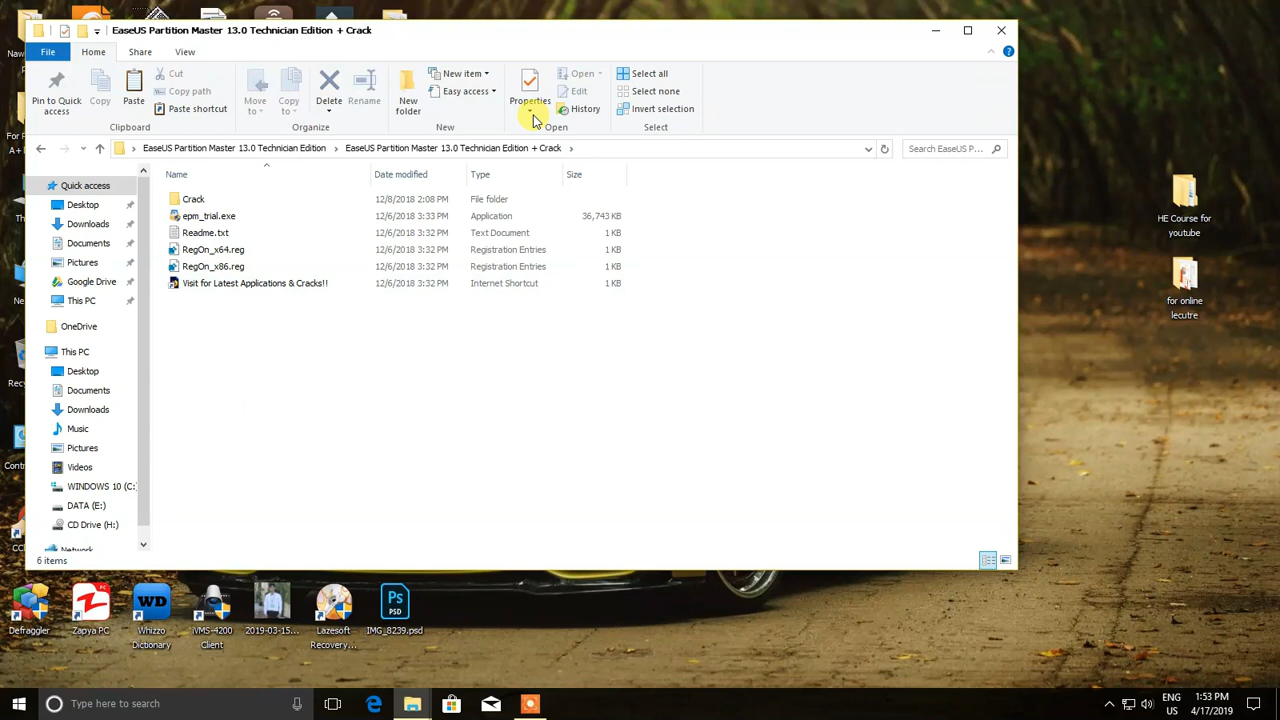 EaseUS Partition Master 13.0 Technician Edition + Crack
File
Home
Share
View
Pin to Quick access
Copy
Paste
Cut
Copy path
Paste shortcut
Clipboard
Move to
Copy to
Delete
Rename
Organize
New folder
New item
Easy access
New
Properties
Open
Edit
History
Open
Select all
Select none
Invert selection
Select
EaseUS Partition Master 13.0 Technician Edition
EaseUS Partition Master 13.0 Technician Edition + Crack
Search EaseUS P...
Name Date modified Type Size
Crack 12/8/2018 2:08 PM File folder
epm_trial.exe 12/6/2018 3:33 PM Application 36,743 KB
Readme.txt 12/6/2018 3:32 PM Text Document 1 KB
RegOn_x64.reg 12/6/2018 3:32 PM Registration Entries 1 KB
RegOn_x86.reg 12/6/2018 3:32 PM Registration Entries 1 KB
Visit for Latest Applications & Cracks!! 12/6/2018 3:32 PM Internet Shortcut 1 KB
Quick access
Desktop
Downloads
Documents
Pictures
Google Drive
This PC
OneDrive
This PC
Desktop
Documents
Downloads
Music
Pictures
Videos
WINDOWS 10 (C:
DATA (E:)
CD Drive (H:)
Network
6 items
HE Course for
youtube
for online
lecutre
Defraggler
Zapya PC
WD
Whizzo
Dictionary
iVMS-4200
Client
2019-03-15...
Lazesoft
Recovery...
Ps
PSD
IMG_8239.psd
Type here to search
ENG
US
1:53 PM
4/17/2019